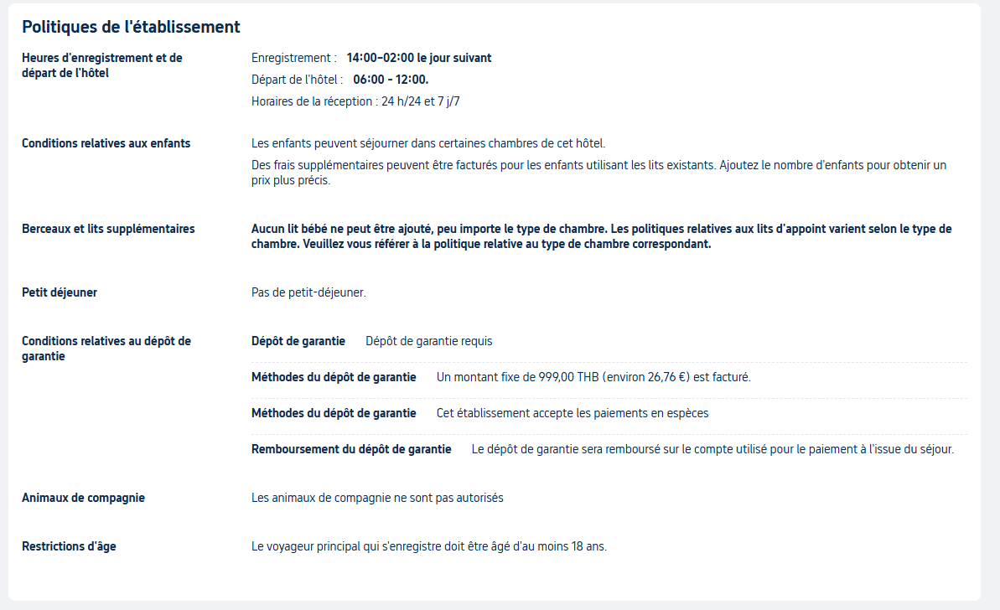 Politiques de l'établissement
Heures d'enregistrement et de
départ de l'hôtel
Enregistrement : 14:00–02:00 le jour suivant
Départ de l'hôtel : 06:00 - 12:00.
Horaires de la réception : 24 h/24 et 7 j/7
Conditions relatives aux enfants
Les enfants peuvent séjourner dans certaines chambres de cet hôtel.
Des frais supplémentaires peuvent être facturés pour les enfants utilisant les lits existants. Ajoutez le nombre d'enfants pour obtenir un
prix plus précis.
Berceaux et lits supplémentaires
Aucun lit bébé ne peut être ajouté, peu importe le type de chambre. Les politiques relatives aux lits d'appoint varient selon le type de
chambre. Veuillez vous référer à la politique relative au type de chambre correspondant.
Petit déjeuner
Pas de petit-déjeuner.
Conditions relatives au dépôt de
garantie
Dépôt de garantie Dépôt de garantie requis
Méthodes du dépôt de garantie Un montant fixe de 999,00 THB (environ 26,76 €) est facturé.
Méthodes du dépôt de garantie Cet établissement accepte les paiements en espèces
Remboursement du dépôt de garantie Le dépôt de garantie sera remboursé sur le compte utilisé pour le paiement à l'issue du séjour.
Animaux de compagnie
Les animaux de compagnie ne sont pas autorisés
Restrictions d'âge
Le voyageur principal qui s'enregistre doit être âgé d'au moins 18 ans.